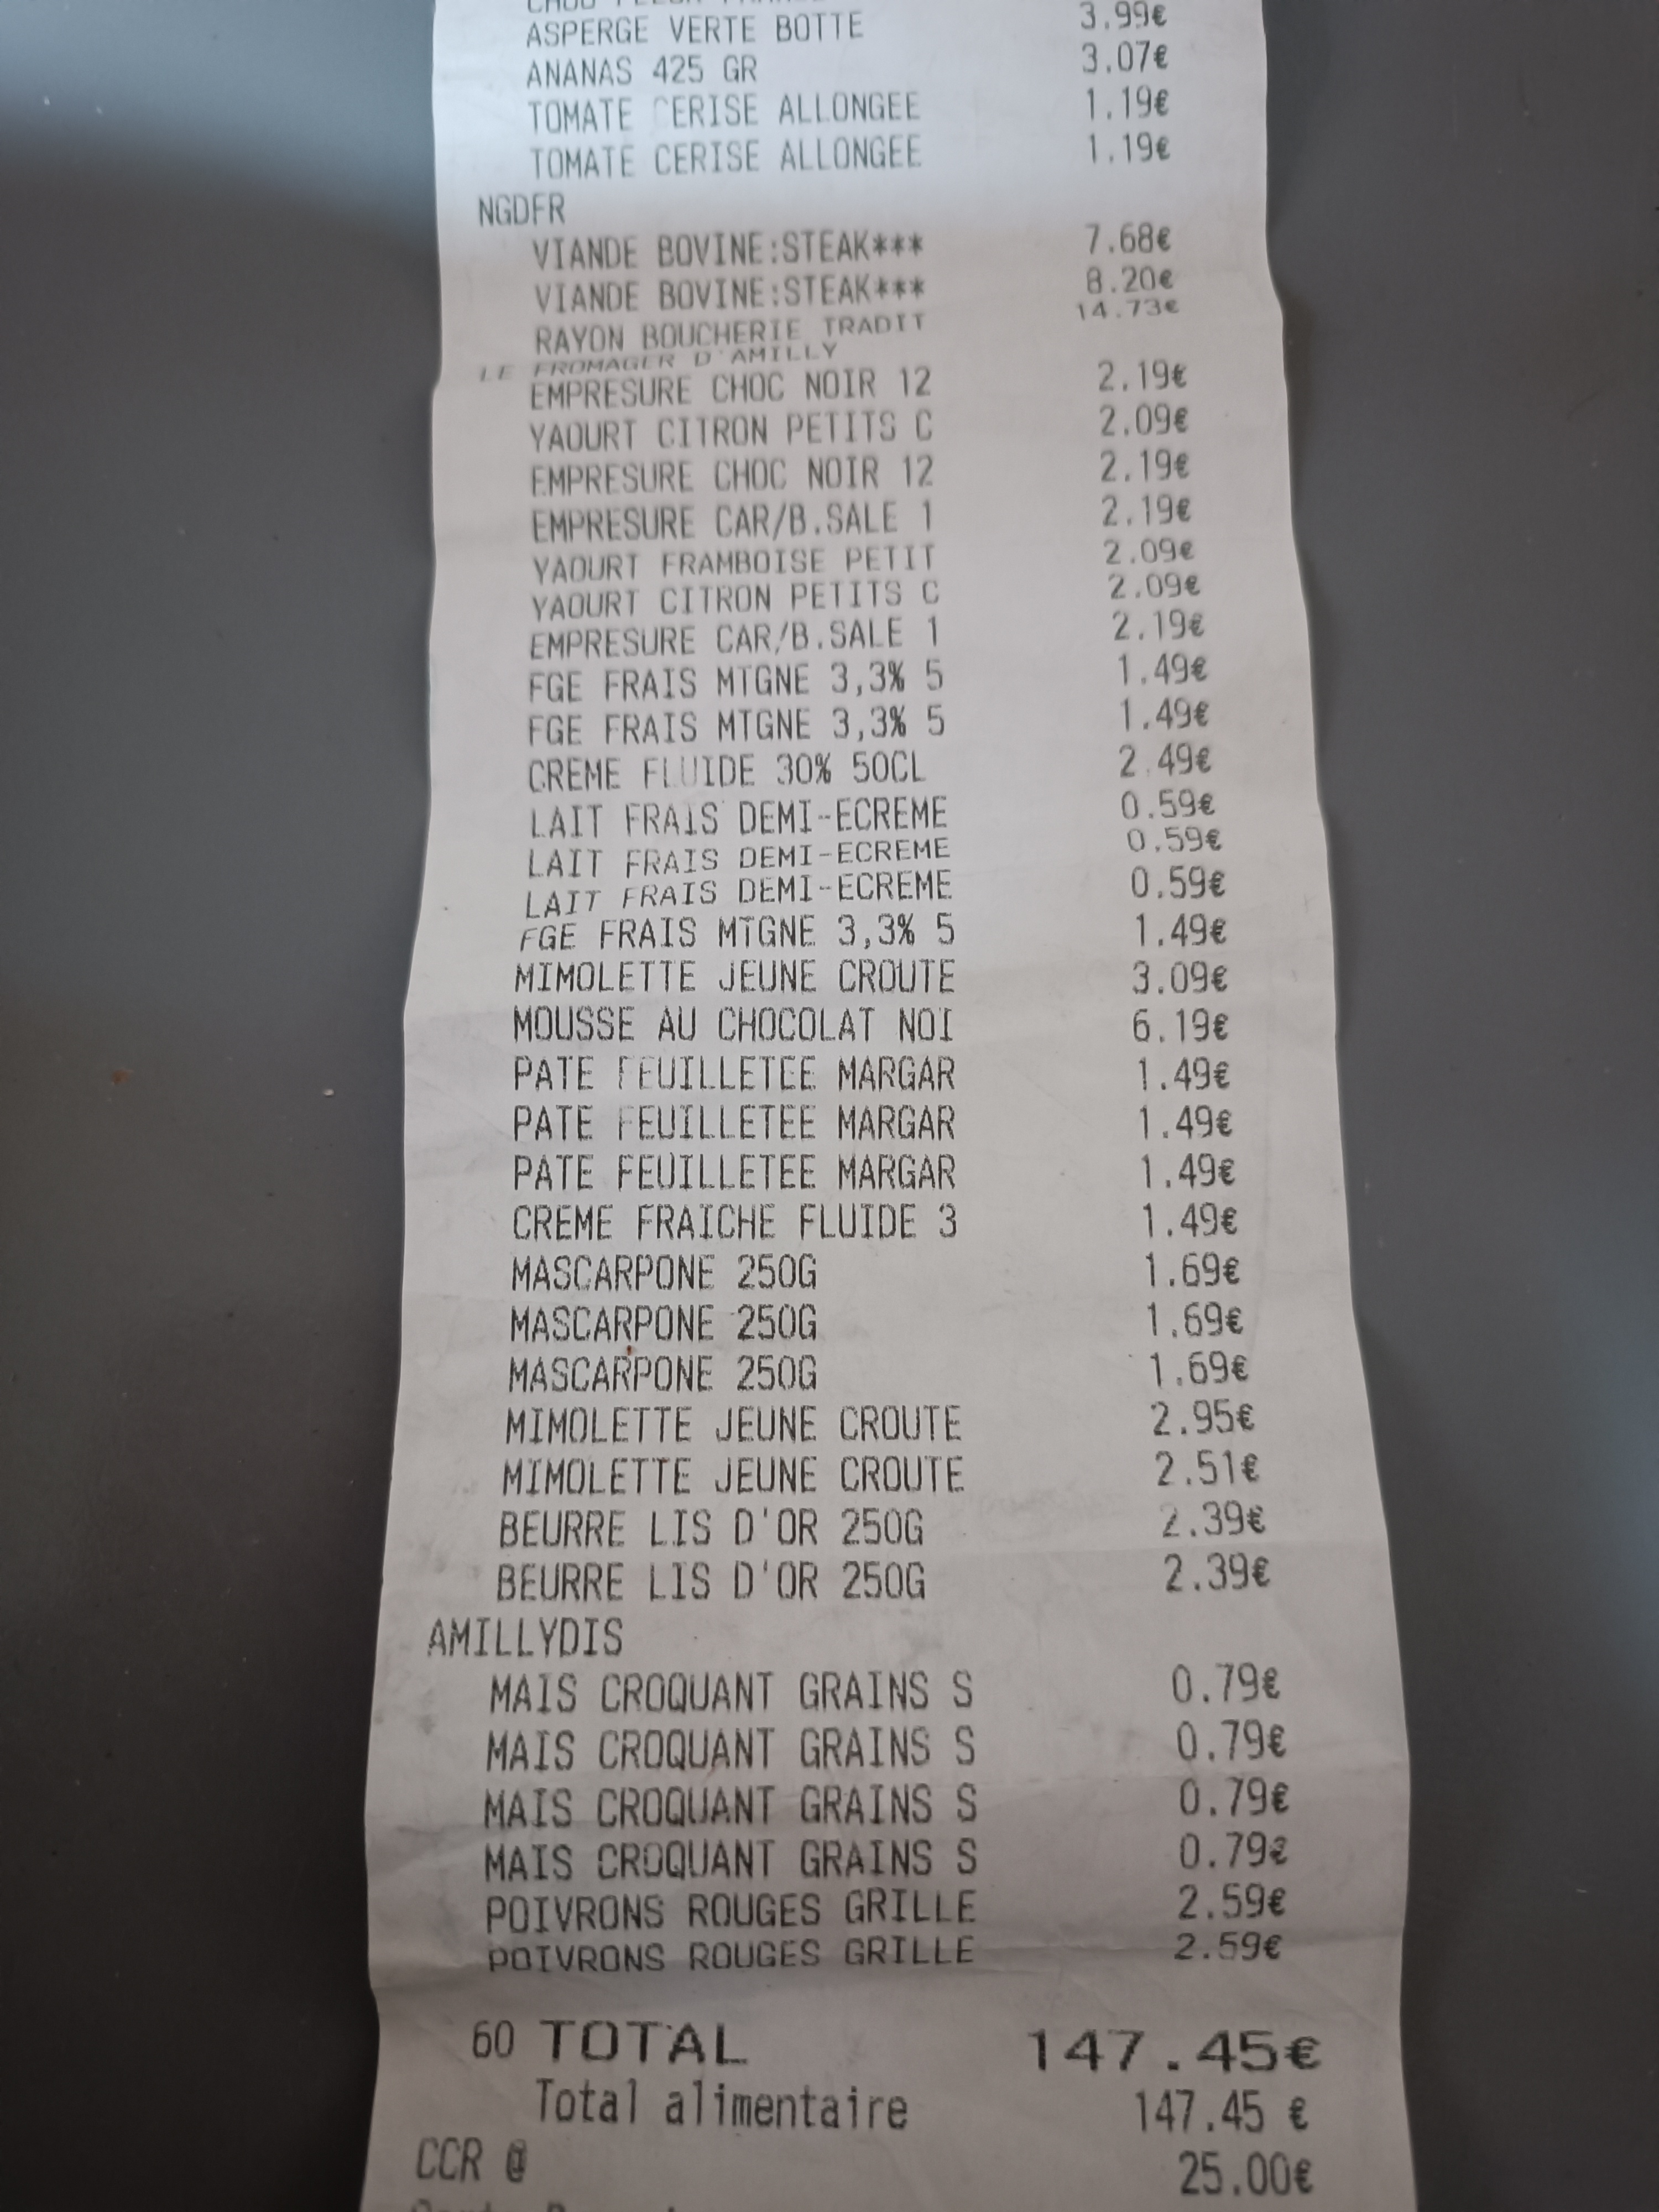 ASPERGE VERTE BOTTE 3.99€
ANANAS 425 GR 3.07€
TOMATE CERISE ALLONGEE 1.19€
TOMATE CERISE ALLONGEE 1.19€
NGDFR
VIANDE BOVINE:STEAK*** 7.68€
VIANDE BOVINE:STEAK*** 8.20€
RAYON BOUCHERIE TRADIT 14.73€
LE FROMAGER D'AMILLY
EMPRESURE CHOC NOIR 12 2.19€
YAOURT CITRON PETITS C 2.09€
EMPRESURE CHOC NOIR 12 2.19€
EMPRESURE CAR/B.SALE 1 2.19€
YAOURT FRAMBOISE PETIT 2.09€
YAOURT CITRON PETITS C 2.09€
EMPRESURE CAR/B.SALE 1 2.19€
FGE FRAIS MTGNE 3,3% 5 1.49€
FGE FRAIS MTGNE 3,3% 5 1.49€
CREME FLUIDE 30% 50CL 2.49€
LAIT FRAIS DEMI-ECREME 0.59€
LAIT FRAIS DEMI-ECREME 0.59€
LAIT FRAIS DEMI-ECREME 0.59€
FGE FRAIS MTGNE 3,3% 5 1.49€
MIMOLETTE JEUNE CROUTE 3.09€
MOUSSE AU CHOCOLAT NOI 6.19€
PATE FEUILLETEE MARGAR 1.49€
PATE FEUILLETEE MARGAR 1.49€
PATE FEUILLETEE MARGAR 1.49€
CREME FRAICHE FLUIDE 3 1.49€
MASCARPONE 250G 1.69€
MASCARPONE 250G 1.69€
MASCARPONE 250G 1.69€
MIMOLETTE JEUNE CROUTE 2.95€
MIMOLETTE JEUNE CROUTE 2.51€
BEURRE LIS D'OR 250G 2.39€
BEURRE LIS D'OR 250G 2.39€
AMILLYDIS
MAIS CROQUANT GRAINS S 0.79€
MAIS CROQUANT GRAINS S 0.79€
MAIS CROQUANT GRAINS S 0.79€
MAIS CROQUANT GRAINS S 0.79€
POIVRONS ROUGES GRILLE 2.59€
POIVRONS ROUGES GRILLE 2.59€
60 TOTAL 147.45€
Total alimentaire 147.45 €
CCR @ 25.00€